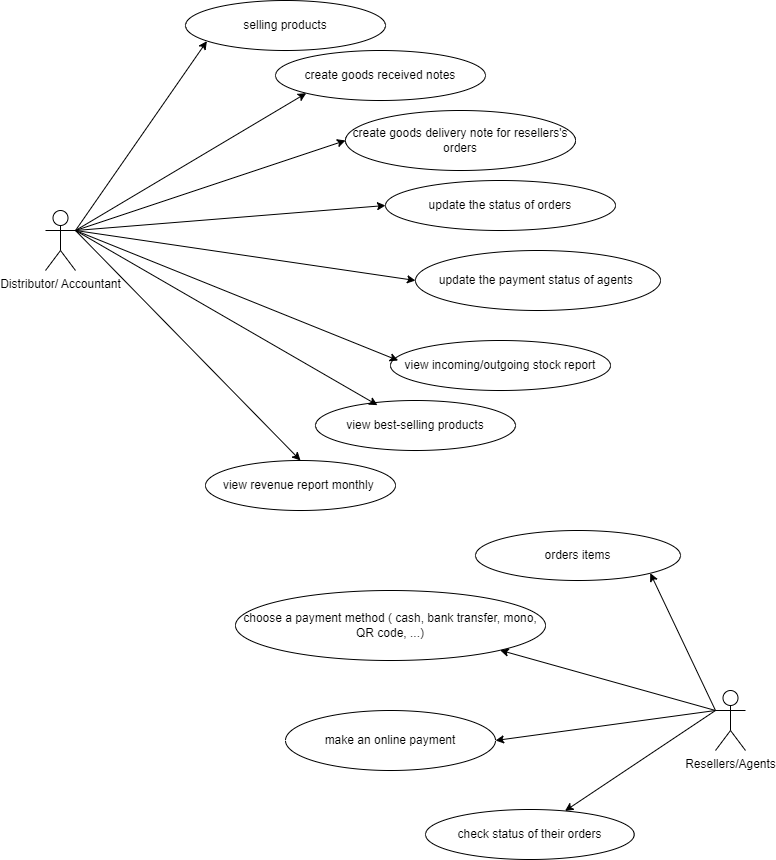 selling products
create goods received notes
create goods delivery note for resellers's
orders
update the status of orders
Distributor/ Accountant
update the payment status of agents
view incoming/outgoing stock report
view best-selling products
view revenue report monthly
orders items
choose a payment method ( cash, bank transfer, mono,
QR code, ...)
make an online payment
Resellers/Agents
check status of their orders